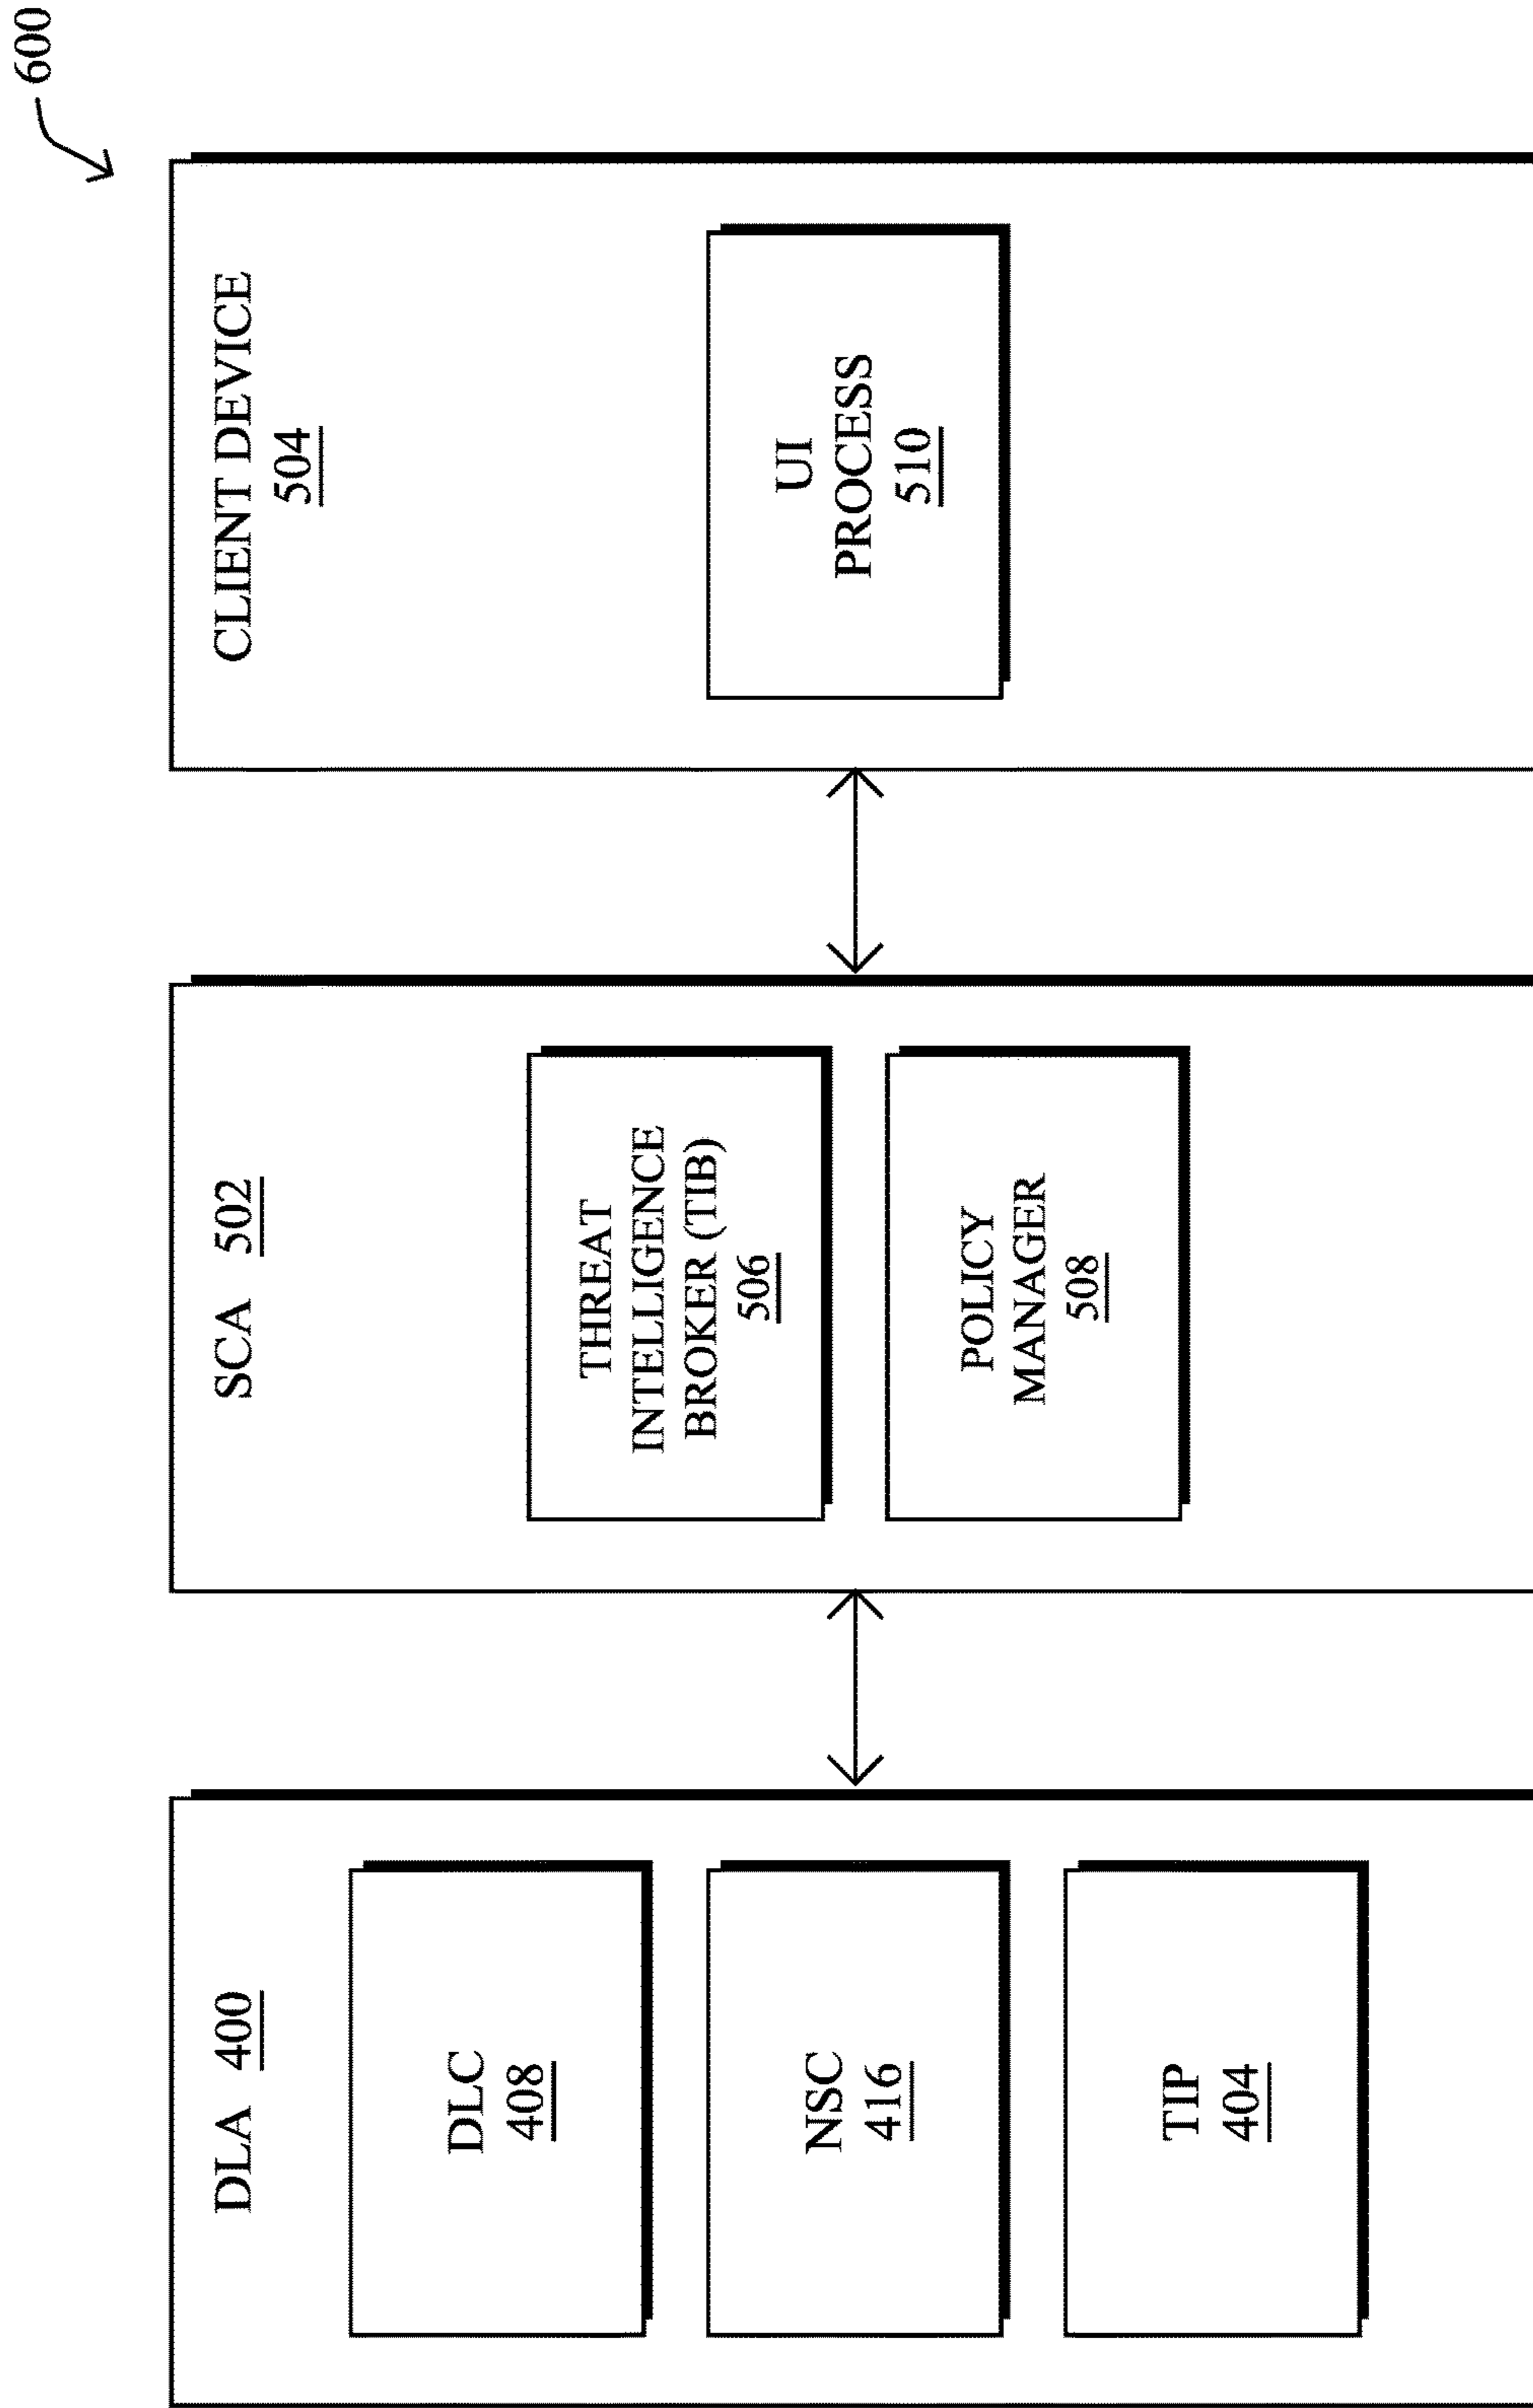 600
DLA 400
DLC
408
NSC
416
TIP
404
SCA 502
THREAT
INTELLIGENCE
BROKER (TIB)
506
POLICY
MANAGER
508
CLIENT DEVICE
504
UI
PROCESS
510